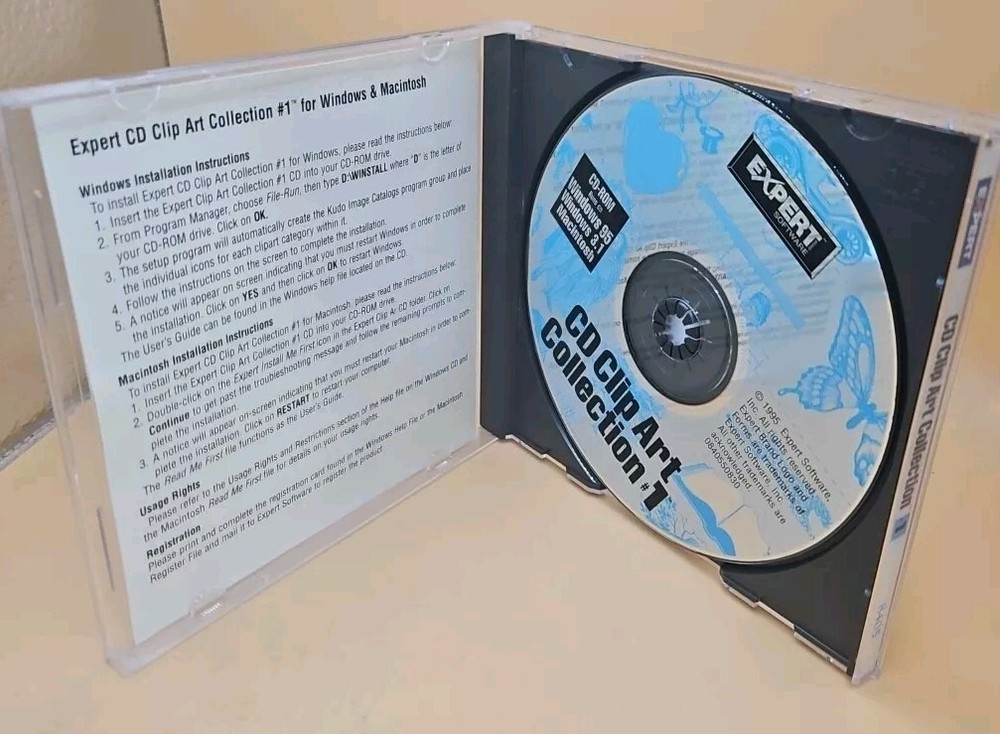 Expert CD Clip Art Collection #1™ for Windows & Macintosh
Windows Installation Instructions
To install Expert CD Clip Art Collection #1 for Windows, please read the instructions below:
1. Insert the Expert Clip Art Collection #1 CD into your CD-ROM drive.
2. From Program Manager, choose File-Run, then type D:\WINSTALL where "D" is the letter of
your CD-ROM drive. Click on OK.
3. The setup program will automatically create the Kudo Image Catalogs program group and place
the individual icons for each clipart category within it.
4. Follow the instructions on the screen to complete the installation.
5. A notice will appear on screen indicating that you must restart Windows in order to complete
the installation. Click on YES and then click on OK to restart Windows.
The User's Guide can be found in the Windows help file located on the CD.
Macintosh Installation Instructions
To install Expert CD Clip Art Collection #1 for Macintosh, please read the instructions below:
1. Insert the Expert Clip Art Collection #1 CD into your CD-ROM drive.
2. Double-click on the Expert Install Me First icon in the Expert Clip Art CD folder. Click on
Continue to get past the troubleshooting message and follow the remaining prompts to com-
plete the installation.
3. A notice will appear on-screen indicating that you must restart your Macintosh in order to com-
plete the installation. Click on RESTART to restart your computer.
The Read Me First file functions as the User's Guide.
Usage Rights
Please refer to the Usage Rights and Restrictions section of the Help file on the Windows CD and
the Macintosh Read Me First file for details on your usage rights.
Registration
Please print and complete the registration card found in the Windows Help File or the Macintosh
Register File and mail it to Expert Software to register the product
EXPERT
SOFTWARE
CD-ROM
Windows 95
Windows 3.1
Macintosh
CD Clip Art
Collection #1
© 1995 Expert Software,
Inc. All rights reserved.
Expert Brand Logo and
Forms are trademarks of
Expert Software, Inc.
All other trademarks are
acknowledged.
0840550830
EXPERT
CD Clip Art Collection
8405